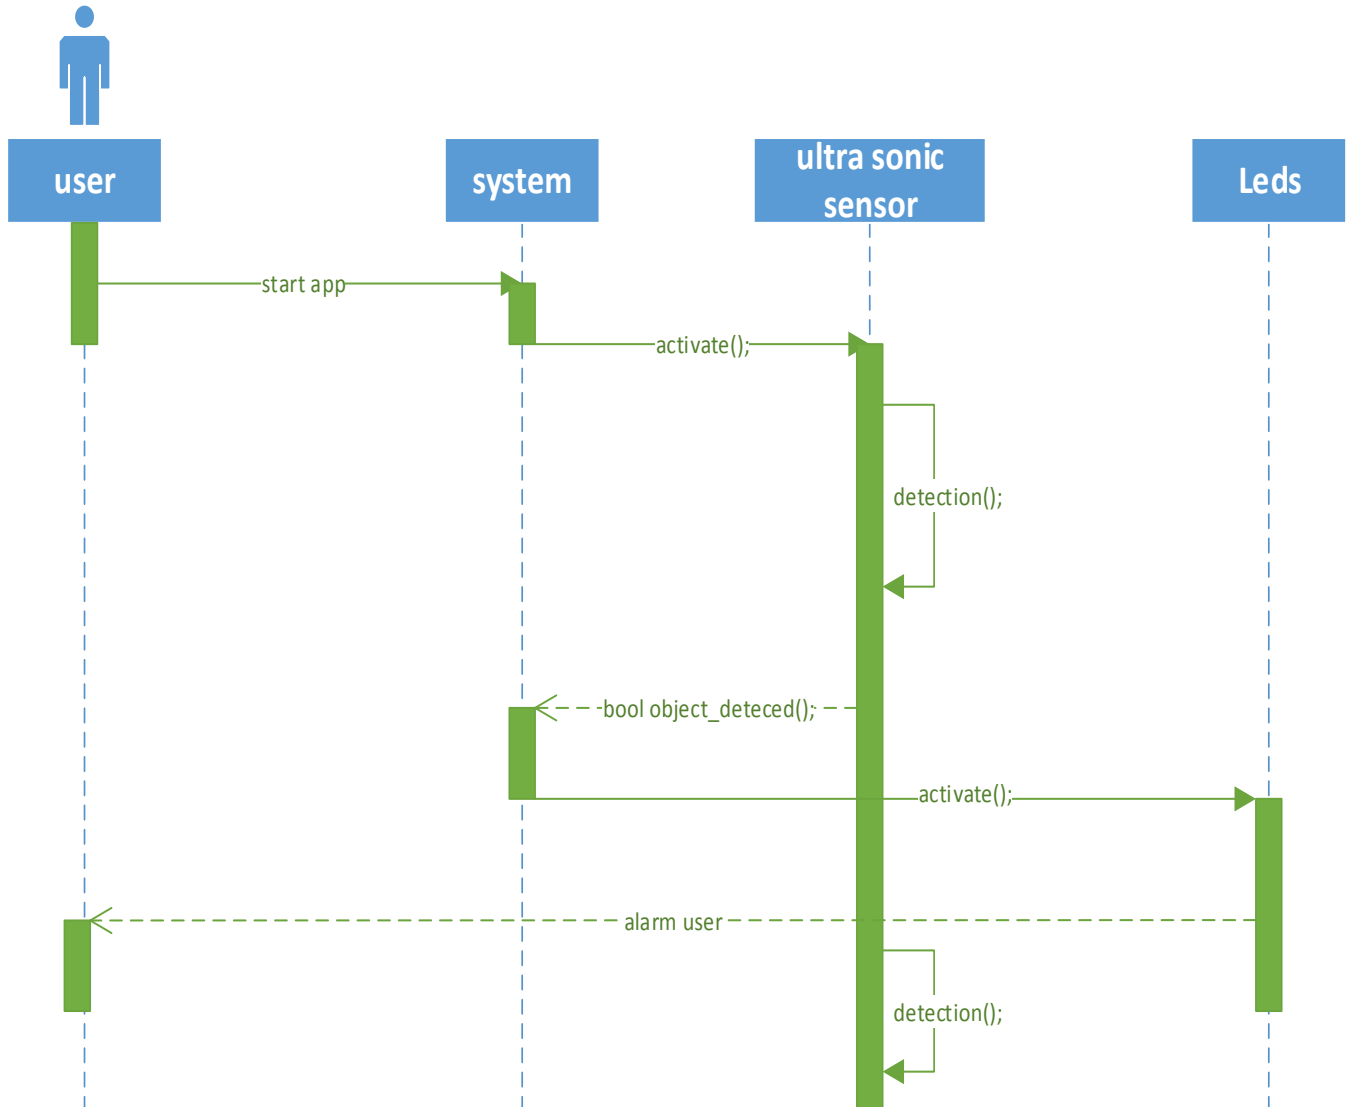 user
system
ultra sonic
sensor
Leds
start app
activate();
detection();
bool object_deteced();
activate();
alarm user
detection();